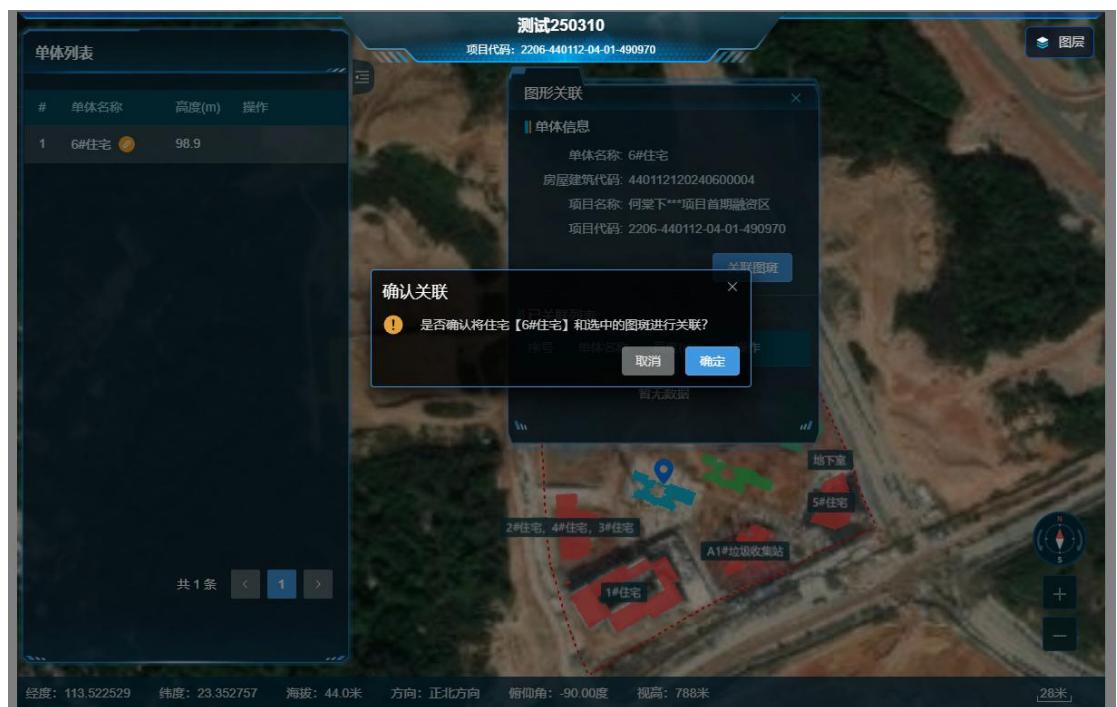 测试250310
项目代码：2206-440112-04-01-490970
图层
单体列表
# 单体名称 高度(m) 操作
1 6#住宅 98.9
共1条 < 1 >
图形关联
单体信息
单体名称: 6#住宅
房屋建筑代码: 440112120240600004
项目名称: 何棠下***项目首期融资区
项目代码: 2206-440112-04-01-490970
关联图斑
确认关联
是否确认将住宅【6#住宅】和选中的图斑进行关联?
序号 单体名称 作
取消 确定
暂无数据
地下室
5#住宅
2#住宅, 4#住宅, 3#住宅
A1#垃圾收集站
1#住宅
N
S
经度：113.522529 纬度：23.352757 海拔：44.0米 方向：正北方向 俯仰角：-90.00度 视高：788米
28米